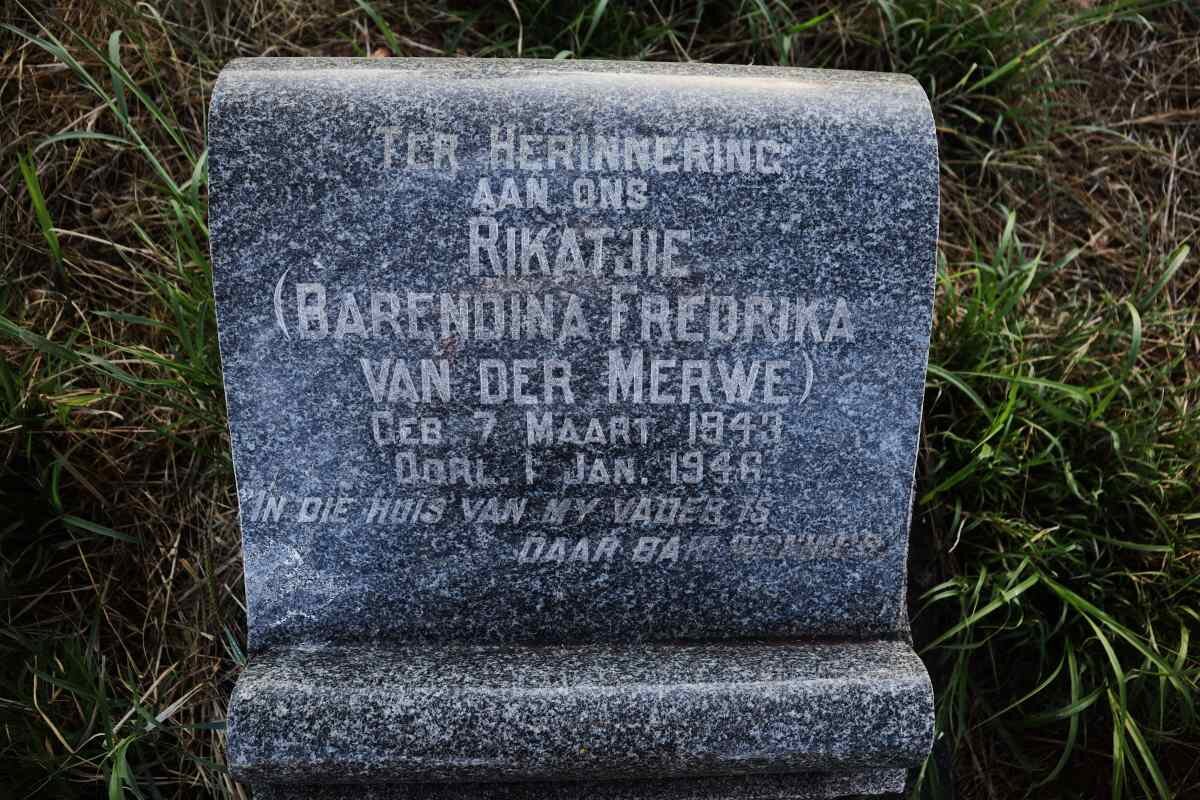 TER HERINNERING
AAN ONS
RIKATJIE
(BARENDINA FREDRIKA
VAN DER MERWE)
GEB 7 MAART 1943
OORL. 1 JAN. 1946
"IN DIE HUIS VAN MY VADER IS
DAAR BAIE WONINGS